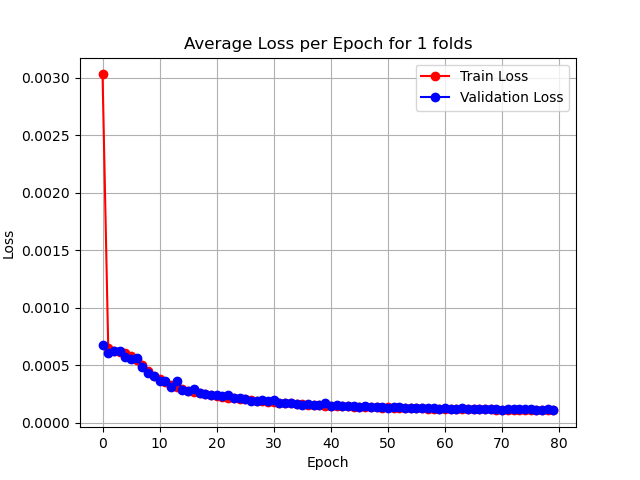 Average Loss per Epoch for 1 folds
Train Loss
Validation Loss
0.0030
0.0025
0.0020
0.0015
0.0010
0.0005
0.0000
Loss
0 10 20 30 40 50 60 70 80
Epoch